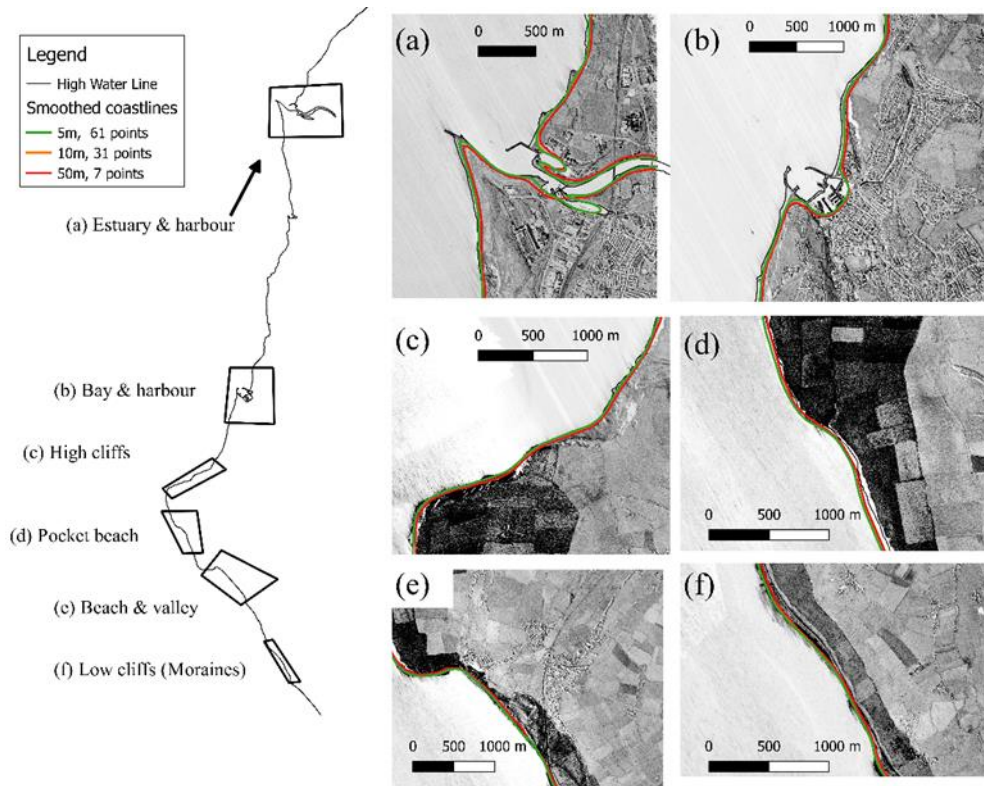 Legend
High Water Line
Smoothed coastlines
5m, 61 points
10m, 31 points
50m, 7 points
(a) Estuary & harbour
(b) Bay & harbour
(c) High cliffs
(d) Pocket beach
(e) Beach & valley
(f) Low cliffs (Moraines)
(a)
0 500 m
(b)
0 500 1000 m
(c)
0 500 1000 m
(d)
0 500 1000 m
(e)
0 500 1000 m
(f)
0 500 1000 m